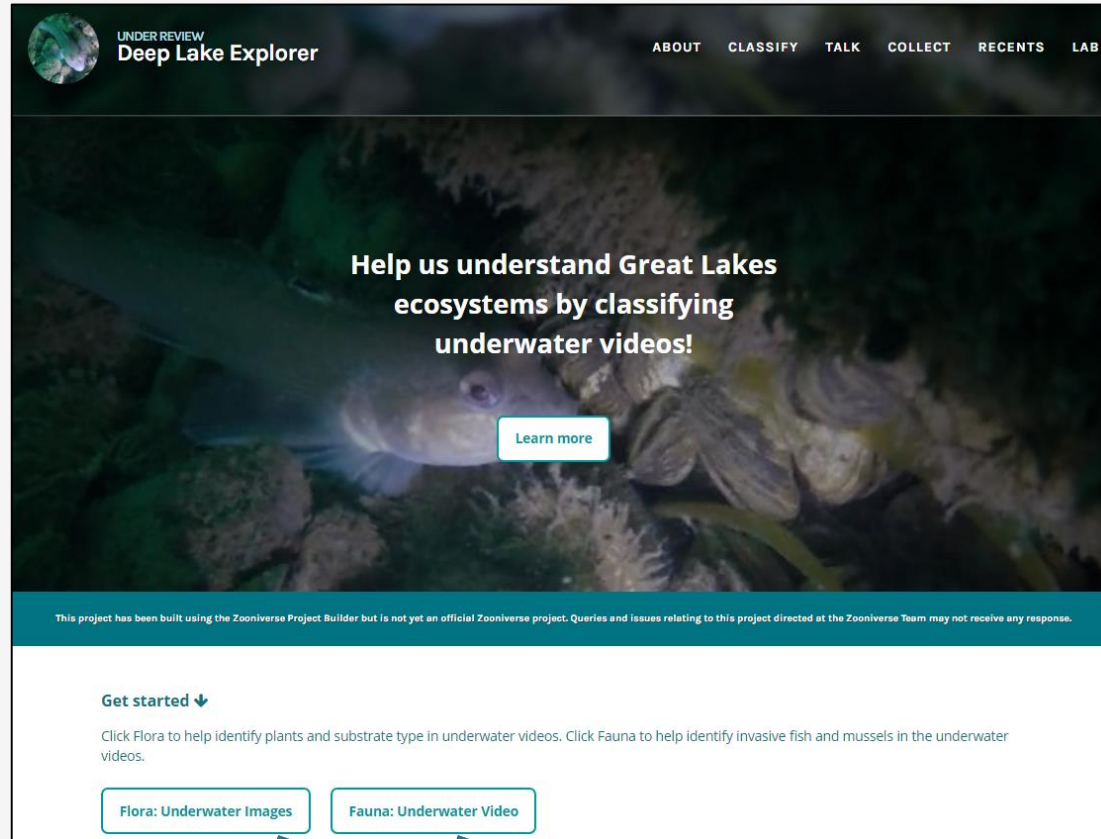 UNDER REVIEW
Deep Lake Explorer
ABOUT CLASSIFY TALK COLLECT RECENTS LAB
Help us understand Great Lakes
ecosystems by classifying
underwater videos!
Learn more
This project has been built using the Zooniverse Project Builder but is not yet an official Zooniverse project. Queries and issues relating to this project directed at the Zooniverse Team may not receive any response.
Get started
Click Flora to help identify plants and substrate type in underwater videos. Click Fauna to help identify invasive fish and mussels in the underwater
videos.
Flora: Underwater Images Fauna: Underwater Video